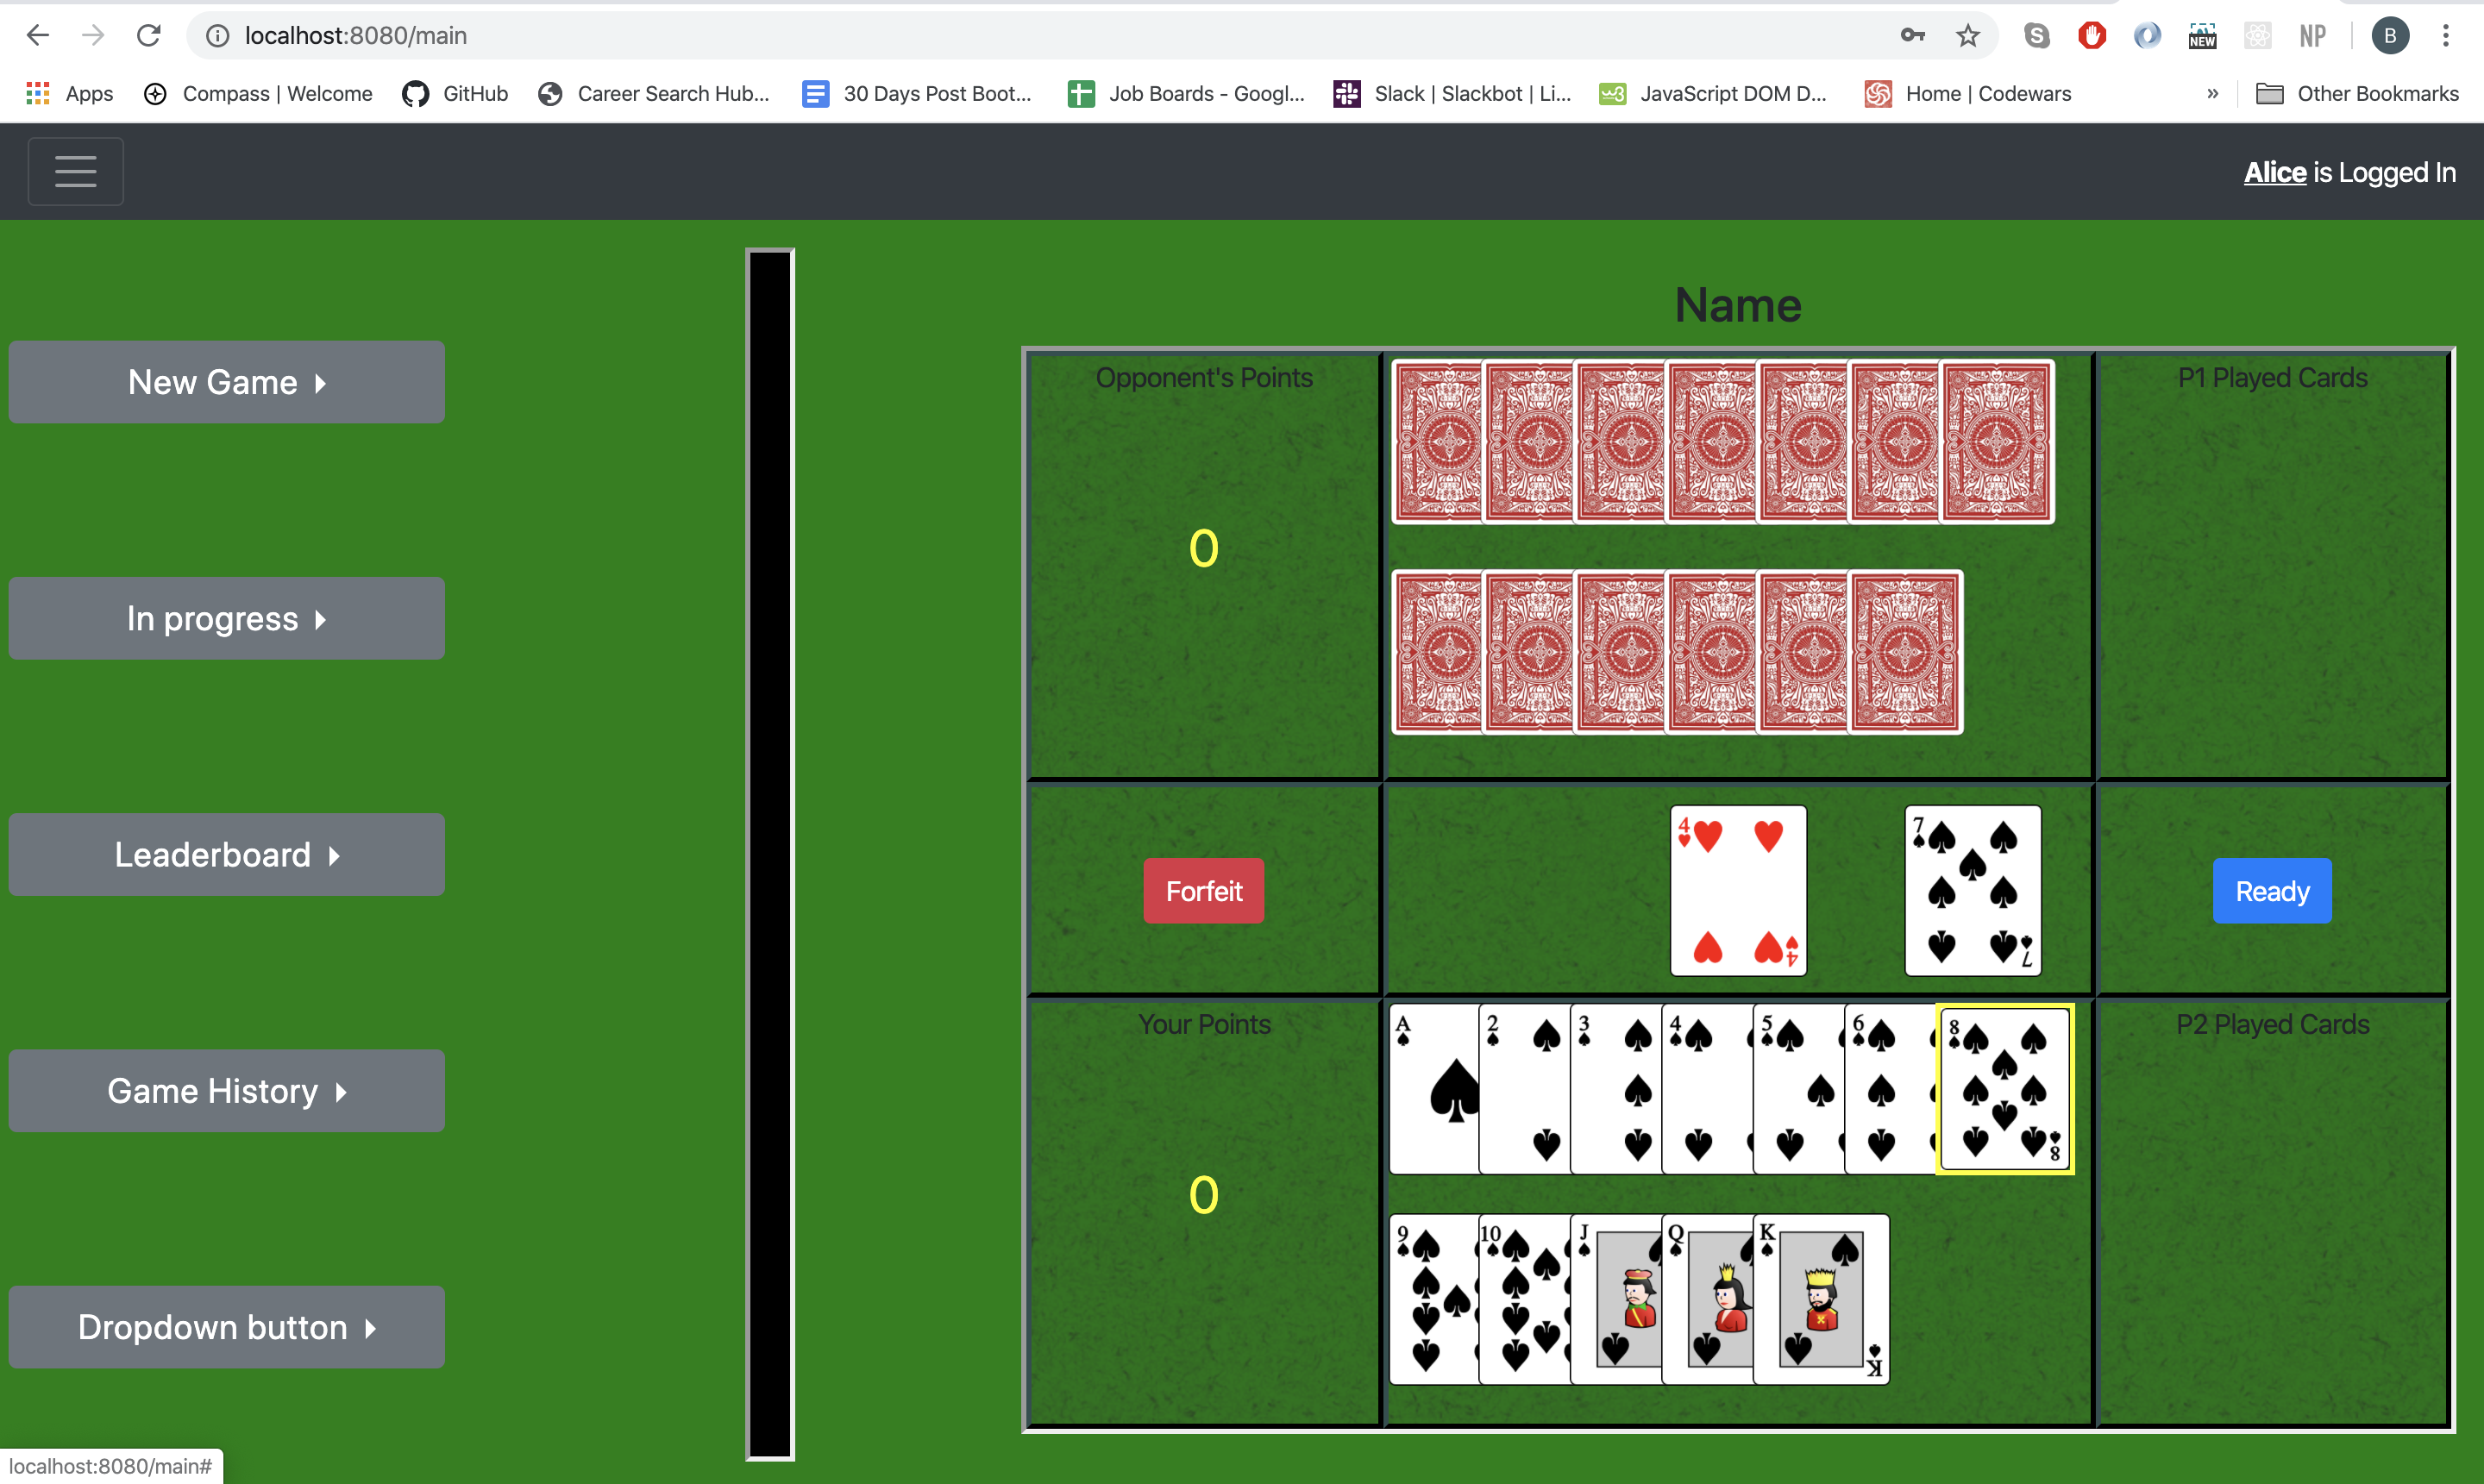 localhost:8080/main
NEW
NP
B
Apps
Compass | Welcome
GitHub
Career Search Hub...
30 Days Post Boot...
Job Boards - Googl...
Slack | Slackbot | Li...
JavaScript DOM D...
Home | Codewars
»
Other Bookmarks
Alice is Logged In
New Game
In progress
Leaderboard
Game History
Dropdown button
Name
Opponent's Points
0
P1 Played Cards
Forfeit
4
4
7
7
Ready
Your Points
0
A
2
3
4
5
6
8
8
9
10
J
Q
K
K
P2 Played Cards
localhost:8080/main#